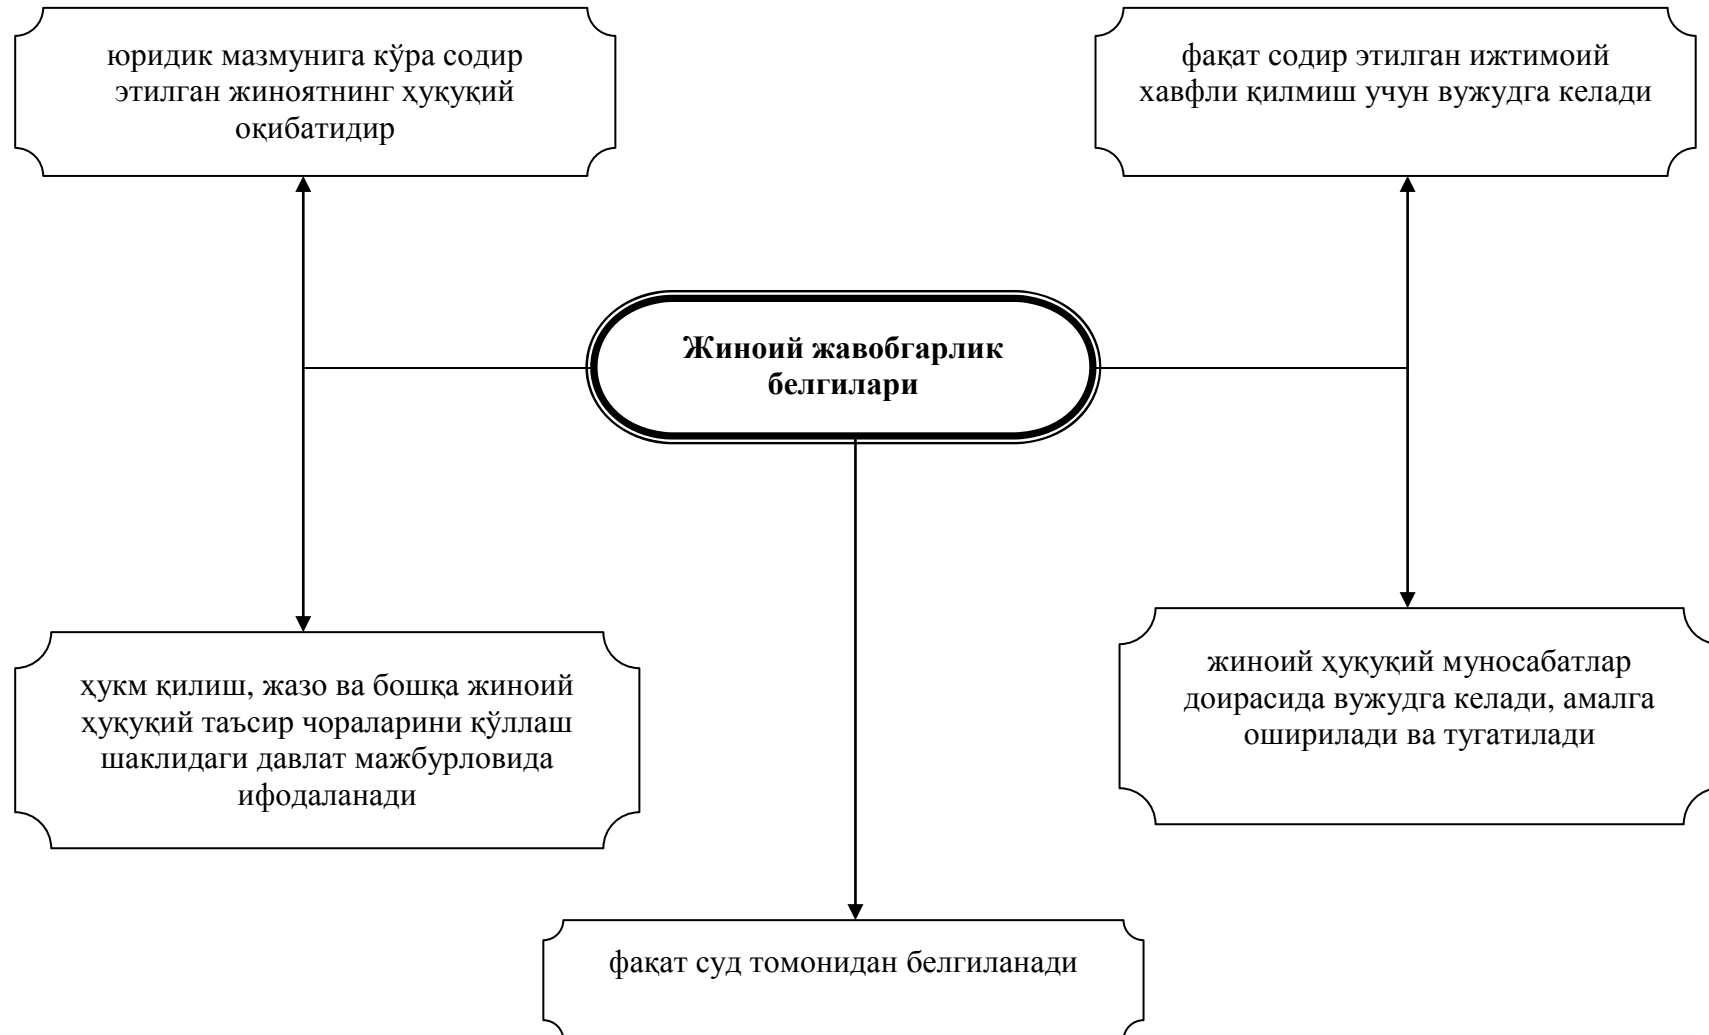 юридик мазмунига кўра содир
этилган жиноятнинг ҳуқуқий
оқибатидир
фақат содир этилган ижтимоий
хавфли қилмиш учун вужудга келади
Жиноий жавобгарлик
белгилари
ҳукм қилиш, жазо ва бошқа жиноий
ҳуқуқий таъсир чораларини қўллаш
шаклидаги давлат мажбурловида
ифодаланади
жиноий ҳуқуқий муносабатлар
доирасида вужудга келади, амалга
оширилади ва тугатилади
фақат суд томонидан белгиланади